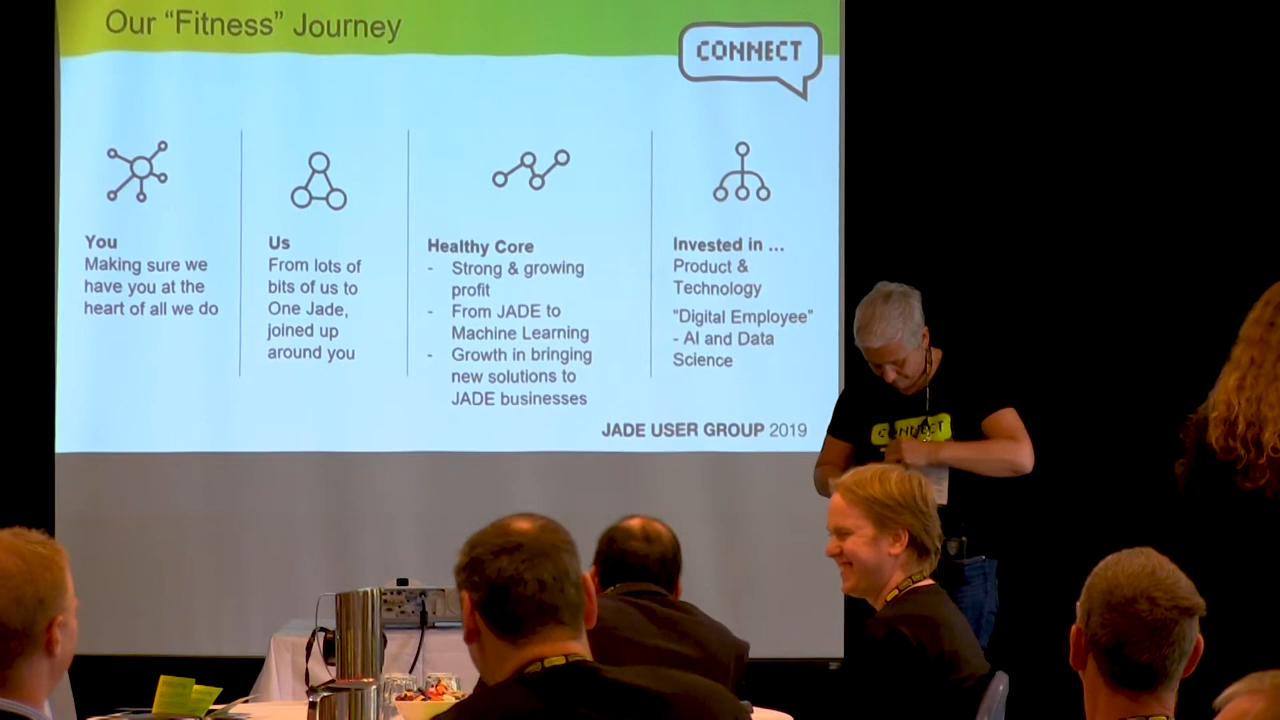 Our “Fitness” Journey
CONNECT
You
Making sure we
have you at the
heart of all we do
Us
From lots of
bits of us to
One Jade,
joined up
around you
Healthy Core
- Strong & growing
profit
- From JADE to
Machine Learning
- Growth in bringing
new solutions to
JADE businesses
Invested in ...
Product &
Technology
"Digital Employee"
- AI and Data
Science
JADE USER GROUP 2019
CONNECT